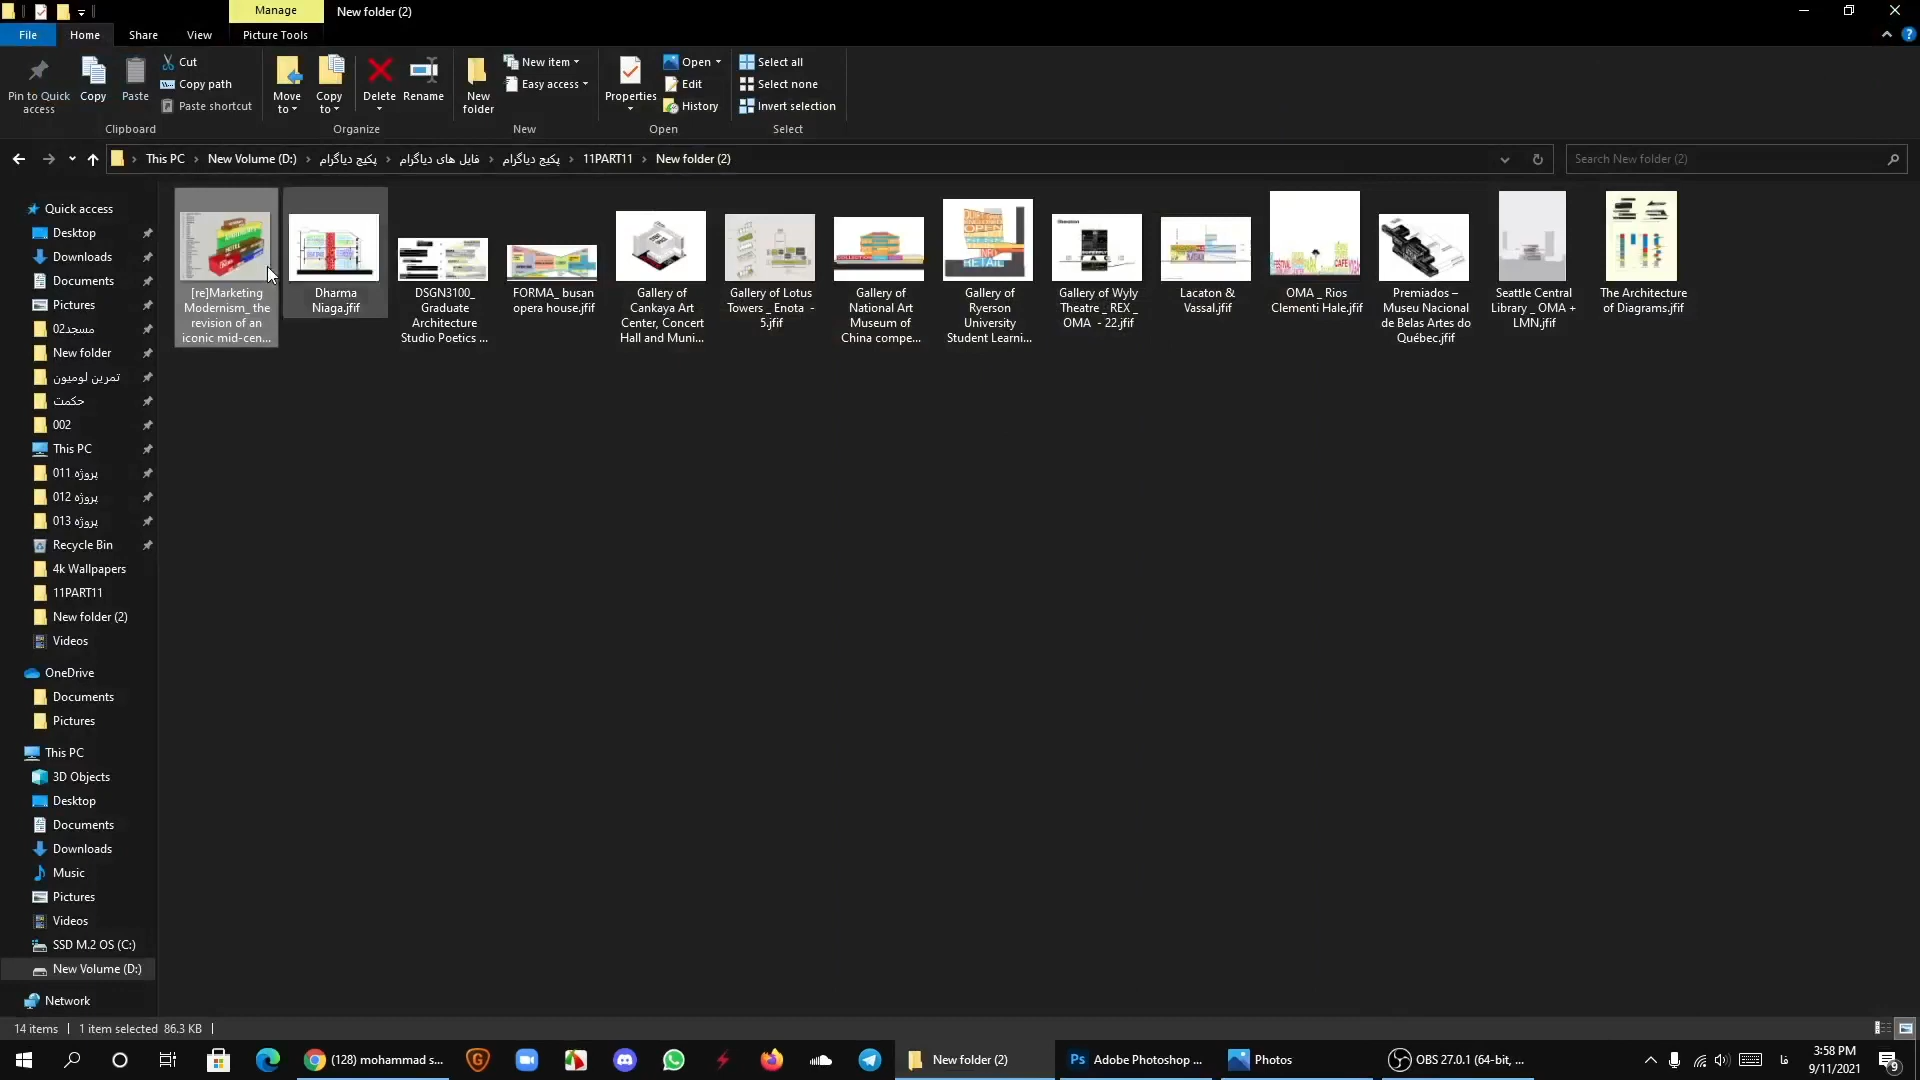 Manage
New folder (2)
File
Home
Share
View
Picture Tools
Pin to Quick
access
Copy
Paste
Cut
Copy path
Paste shortcut
Clipboard
Move
to
Copy
to
Delete
Rename
Organize
New
folder
New item
Easy access
New
Properties
Open
Edit
History
Open
Select all
Select none
Invert selection
Select
This PC
New Volume (D:)
پکیج دیاگرام
فایل های دیاگرام
پکیج دیاگرام
11PART11
New folder (2)
Search New folder (2)
Quick access
Desktop
Downloads
Documents
Pictures
مسجد02
New folder
تمرین لومیون
حکمت
002
This PC
پروژه 011
پروژه 012
پروژه 013
Recycle Bin
4k Wallpapers
11PART11
New folder (2)
Videos
OneDrive
Documents
Pictures
This PC
3D Objects
Desktop
Documents
Downloads
Music
Pictures
Videos
SSD M.2 OS (C:)
New Volume (D:)
Network
[re]Marketing
Modernism_ the
revision of an
iconic mid-cen...
Dharma
Niaga.jfif
DSGN3100_
Graduate
Architecture
Studio Poetics ...
FORMA_ busan
opera house.jfif
Gallery of
Cankaya Art
Center, Concert
Hall and Muni...
Gallery of Lotus
Towers _ Enota -
5.jfif
Gallery of
National Art
Museum of
China compe...
Gallery of
Ryerson
University
Student Learni...
Gallery of Wyly
Theatre _ REX _
OMA - 22.jfif
Lacaton &
Vassal.jfif
OMA _ Rios
Clementi Hale.jfif
Premiados –
Museu Nacional
de Belas Artes do
Québec.jfif
Seattle Central
Library _ OMA +
LMN.jfif
The Architecture
of Diagrams.jfif
OPEN
RETAIL
CAFE
14 items
1 item selected 86.3 KB
(128) mohammad s...
New folder (2)
Ps
Adobe Photoshop ...
Photos
OBS 27.0.1 (64-bit, ...
فا
3:58 PM
9/11/2021
9